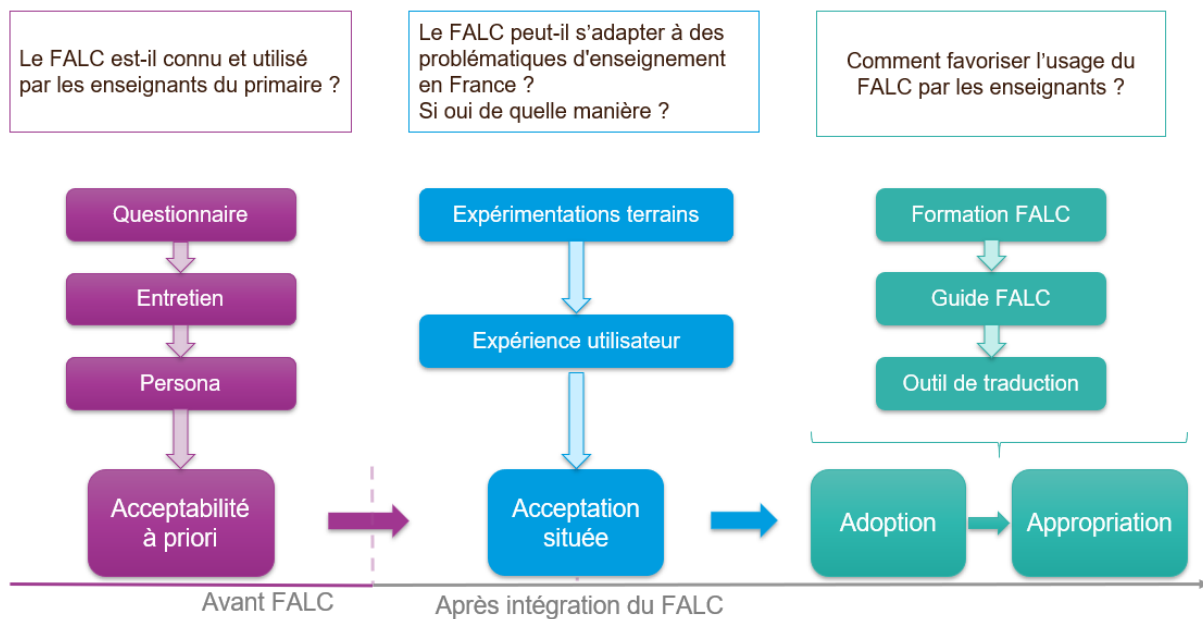 Le FALC est-il connu et utilisé
par les enseignants du primaire ?
Le FALC peut-il s’adapter à des
problématiques d'enseignement
en France ?
Si oui de quelle manière ?
Comment favoriser l’usage du
FALC par les enseignants ?
Questionnaire
Entretien
Persona
Acceptabilité
à priori
Expérimentations terrains
Expérience utilisateur
Acceptation
située
Formation FALC
Guide FALC
Outil de traduction
Adoption
Appropriation
Avant FALC
Après intégration du FALC